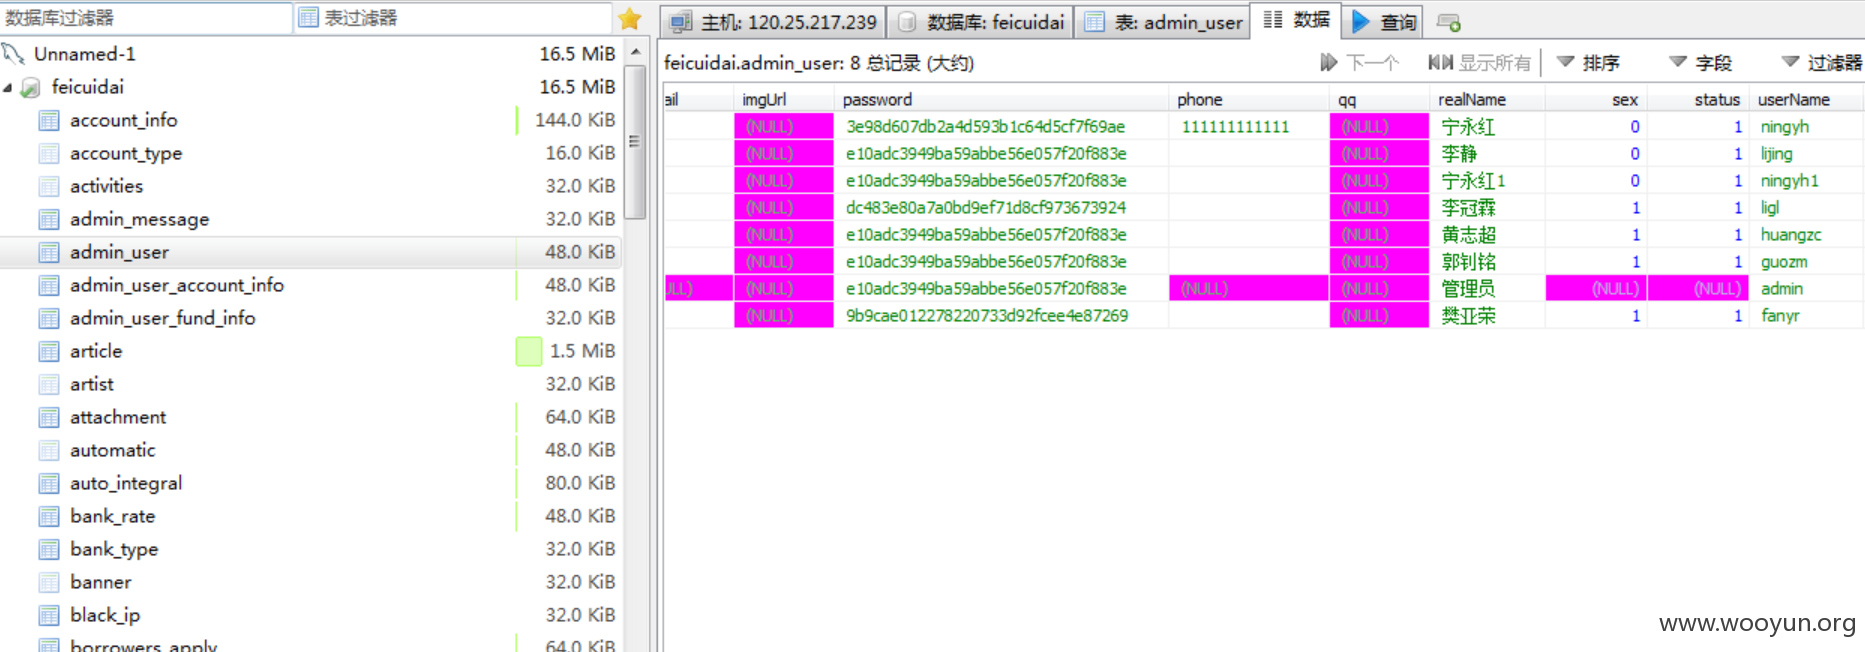 数据库过滤器 表过滤器
Unnamed-1 16.5 MiB
feicuidai 16.5 MiB
account_info 144.0 KiB
account_type 16.0 KiB
activities 32.0 KiB
admin_message 32.0 KiB
admin_user 48.0 KiB
admin_user_account_info 48.0 KiB
admin_user_fund_info 32.0 KiB
article 1.5 MiB
artist 32.0 KiB
attachment 64.0 KiB
automatic 48.0 KiB
auto_integral 80.0 KiB
bank_rate 48.0 KiB
bank_type 32.0 KiB
banner 32.0 KiB
black_ip 32.0 KiB
borrowers_apply 64.0 KiB
主机: 120.25.217.239 数据库: feicuidai 表: admin_user 数据 查询
feicuidai.admin_user: 8 总记录 (大约) 下一个 显示所有 排序 字段 过滤器
ail imgUrl password phone qq realName sex status userName
(NULL) 3e98d607db2a4d593b1c64d5cf7f69ae 111111111111 (NULL) 宁永红 0 1 ningyh
(NULL) e10adc3949ba59abbe56e057f20f883e (NULL) 李静 0 1 lijing
(NULL) e10adc3949ba59abbe56e057f20f883e (NULL) 宁永红1 0 1 ningyh1
(NULL) dc483e80a7a0bd9ef71d8cf973673924 (NULL) 李冠霖 1 1 ligl
(NULL) e10adc3949ba59abbe56e057f20f883e (NULL) 黄志超 1 1 huangzc
(NULL) e10adc3949ba59abbe56e057f20f883e (NULL) 郭钊铭 1 1 guozm
ULL) (NULL) e10adc3949ba59abbe56e057f20f883e (NULL) (NULL) 管理员 (NULL) (NULL) admin
(NULL) 9b9cae012278220733d92fcee4e87269 (NULL) 樊亚荣 1 1 fanyr
www.wooyun.org